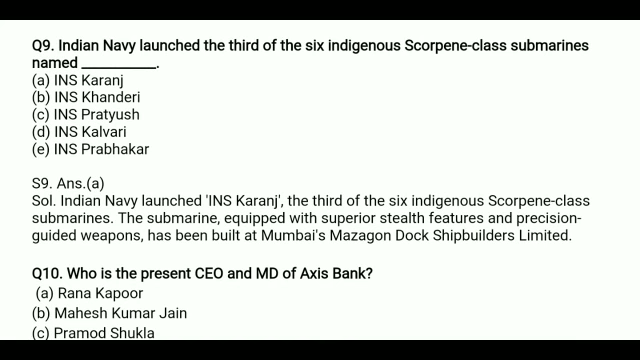 Q9. Indian Navy launched the third of the six indigenous Scorpene-class submarines
named __________.
(a) INS Karanj
(b) INS Khanderi
(c) INS Pratyush
(d) INS Kalvari
(e) INS Prabhakar
S9. Ans.(a)
Sol. Indian Navy launched 'INS Karanj', the third of the six indigenous Scorpene-class
submarines. The submarine, equipped with superior stealth features and precision-
guided weapons, has been built at Mumbai's Mazagon Dock Shipbuilders Limited.
Q10. Who is the present CEO and MD of Axis Bank?
(a) Rana Kapoor
(b) Mahesh Kumar Jain
(c) Pramod Shukla